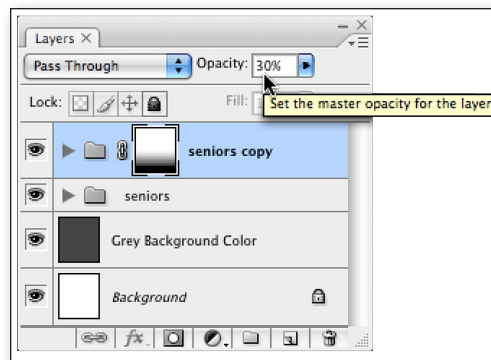 Layers ×
Pass Through Opacity: 30%
Lock: Fill:
Set the master opacity for the layer
seniors copy
seniors
Grey Background Color
Background
fx.